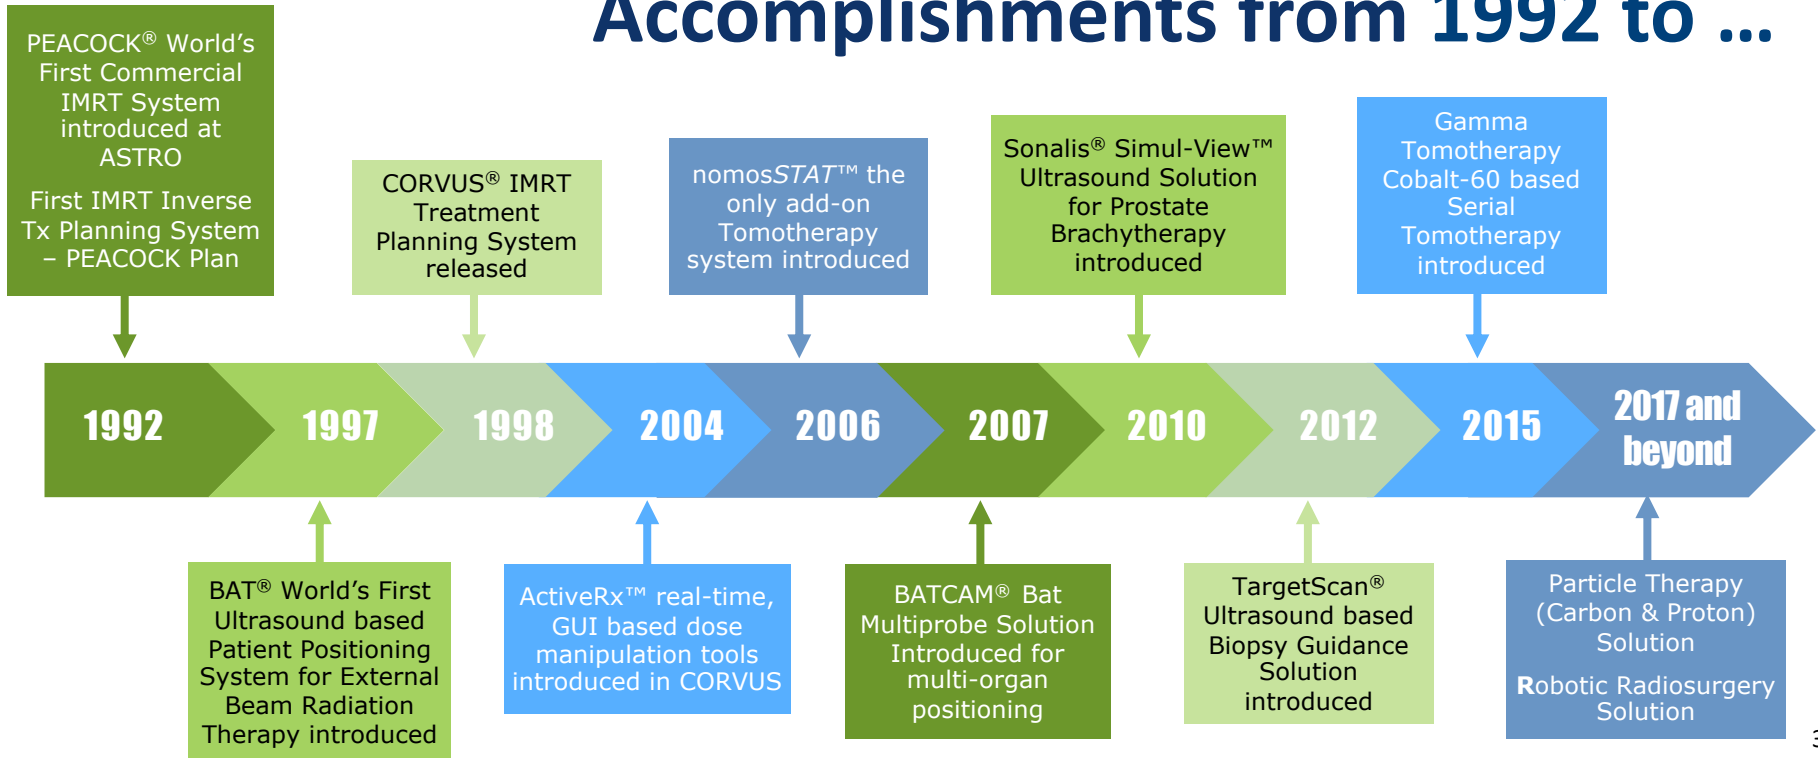 Accomplishments from 1992 to …
PEACOCK® World’s
First Commercial
IMRT System
introduced at
ASTRO
First IMRT Inverse
Tx Planning System
– PEACOCK Plan
CORVUS® IMRT
Treatment
Planning System
released
nomosSTAT™ the
only add-on
Tomotherapy
system introduced
Sonalis® Simul-View™
Ultrasound Solution
for Prostate
Brachytherapy
introduced
Gamma
Tomotherapy
Cobalt-60 based
Serial
Tomotherapy
introduced
1992
1997
1998
2004
2006
2007
2010
2012
2015
2017 and
beyond
BAT® World’s First
Ultrasound based
Patient Positioning
System for External
Beam Radiation
Therapy introduced
ActiveRx™ real-time,
GUI based dose
manipulation tools
introduced in CORVUS
BATCAM® Bat
Multiprobe Solution
Introduced for
multi-organ
positioning
TargetScan®
Ultrasound based
Biopsy Guidance
Solution
introduced
Particle Therapy
(Carbon & Proton)
Solution
Robotic Radiosurgery
Solution